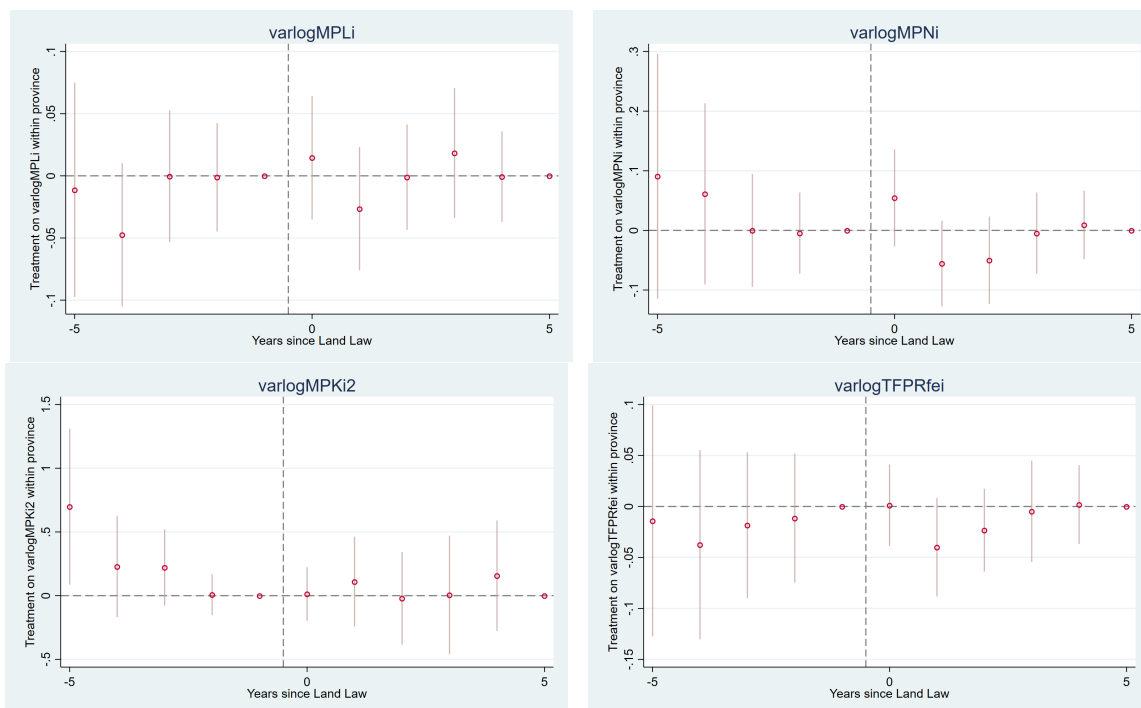 varlogMPLi
Treatment on varlogMPLi within province
.1
.05
0
-.05
-.1
-5
0
5
Years since Land Law
varlogMPNi
Treatment on varlogMPNi within province
.3
.2
.1
0
-.1
-5
0
5
Years since Land Law
varlogMPKi2
Treatment on varlogMPKi2 within province
1.5
1
.5
0
-.5
-5
0
5
Years since Land Law
varlogTFPRfei
Treatment on varlogTFPRfei within province
.1
.05
0
-.05
-.1
-.15
-5
0
5
Years since Land Law